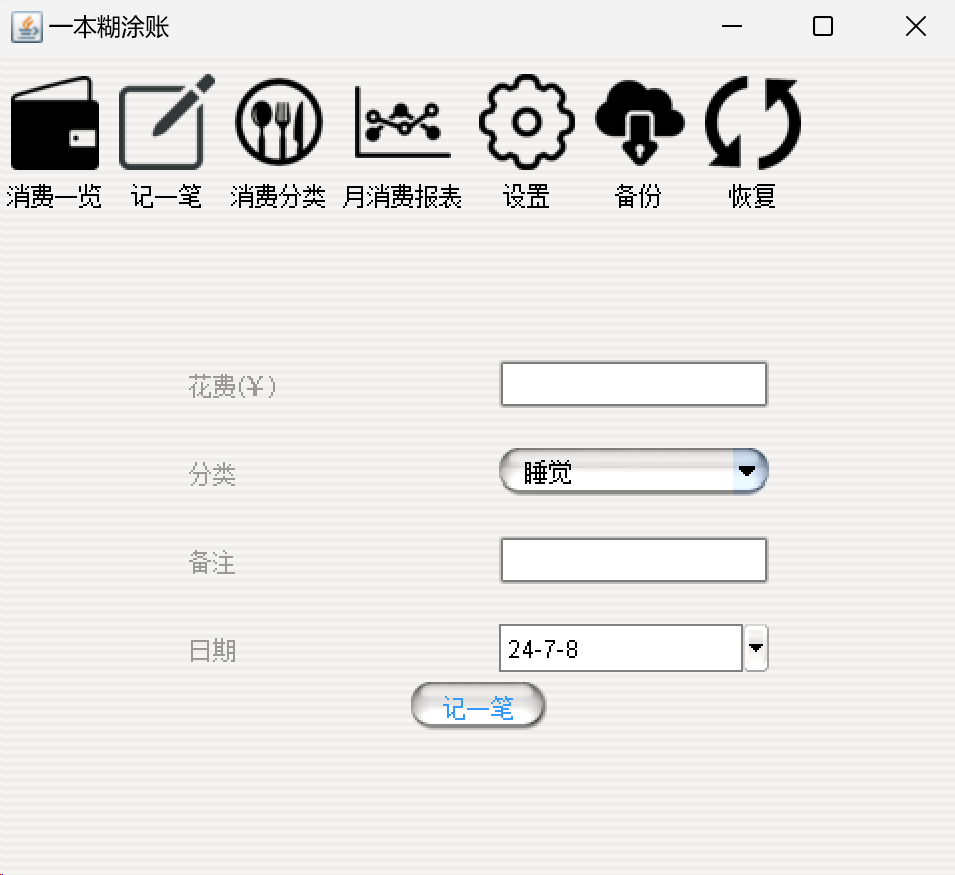 一本糊涂账
消费一览 记一笔 消费分类 月消费报表 设置 备份 恢复
花费(¥)
分类 睡觉
备注
日期 24-7-8
记一笔